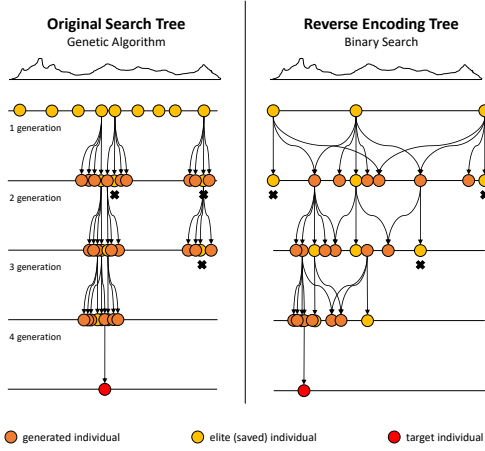 Original Search Tree
Genetic Algorithm
Reverse Encoding Tree
Binary Search
1 generation
2 generation
3 generation
4 generation
generated individual
elite (saved) individual
target individual